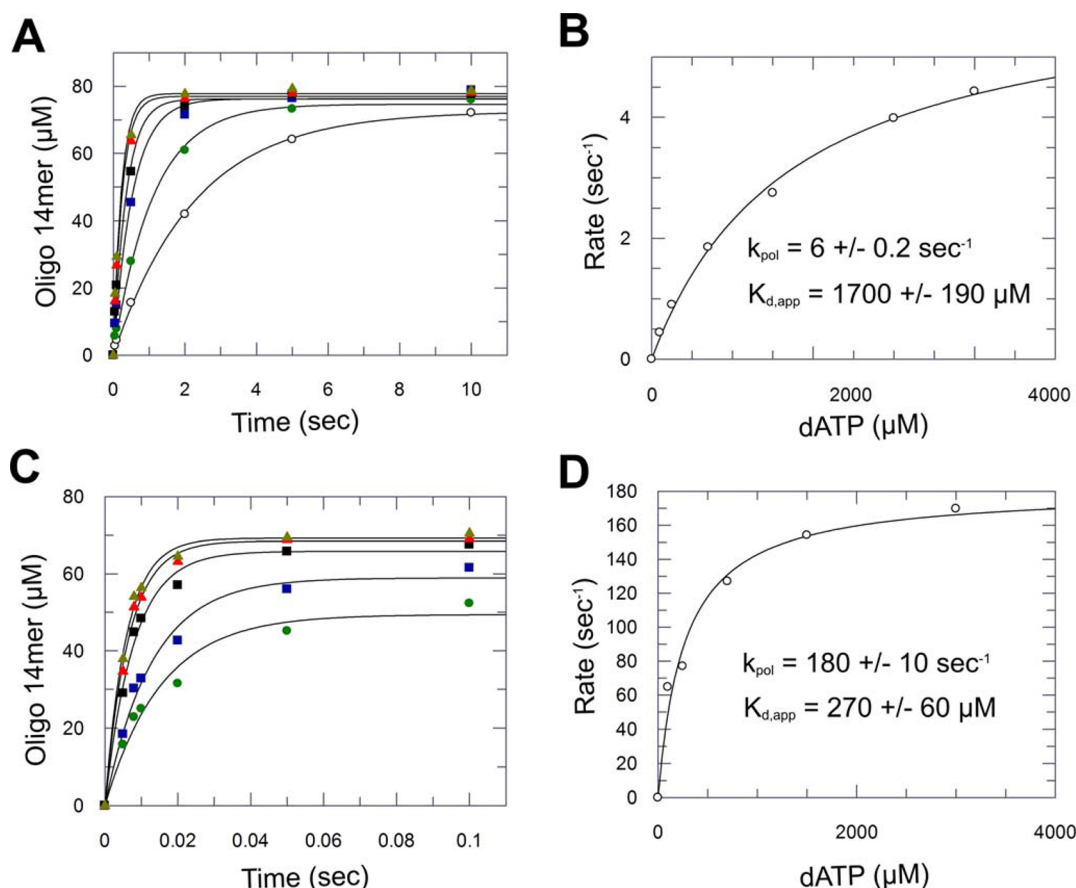 A
Oligo 14mer (µM)
80
60
40
20
0
0
2
4
6
8
10
Time (sec)
B
Rate (sec⁻¹)
4
2
0
kpol = 6 +/- 0.2 sec⁻¹
Kd,app = 1700 +/- 190 µM
0
2000
4000
dATP (µM)
C
Oligo 14mer (µM)
80
60
40
20
0
0
0.02
0.04
0.06
0.08
0.1
Time (sec)
D
Rate (sec⁻¹)
180
160
140
120
100
80
60
40
20
0
kpol = 180 +/- 10 sec⁻¹
Kd,app = 270 +/- 60 µM
0
2000
4000
dATP (µM)